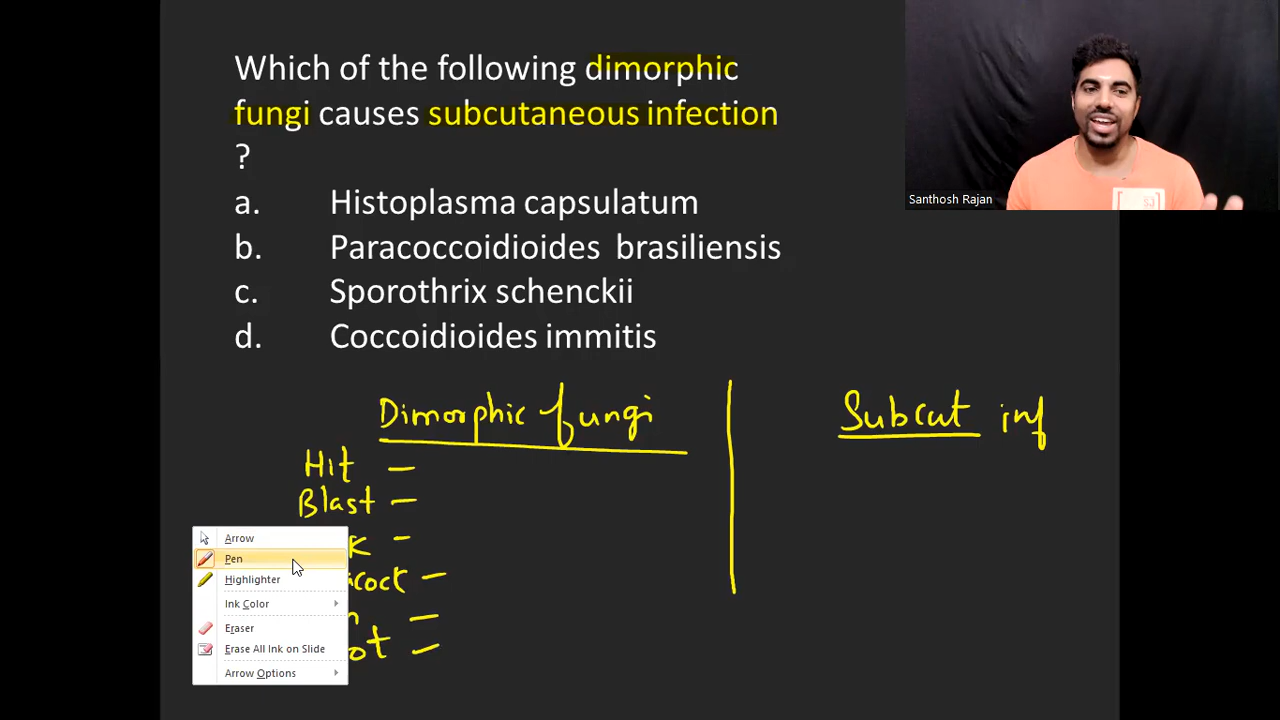 Which of the following dimorphic
fungi causes subcutaneous infection
?
a. Histoplasma capsulatum
b. Paracoccoidioides brasiliensis
c. Sporothrix schenckii
d. Coccoidioides immitis
Santhosh Rajan
Dimorphic fungi
Subcut inf
Hit –
Blast –
Arrow
Pen
Highlighter
Ink Color
Eraser
Erase All Ink on Slide
Arrow Options